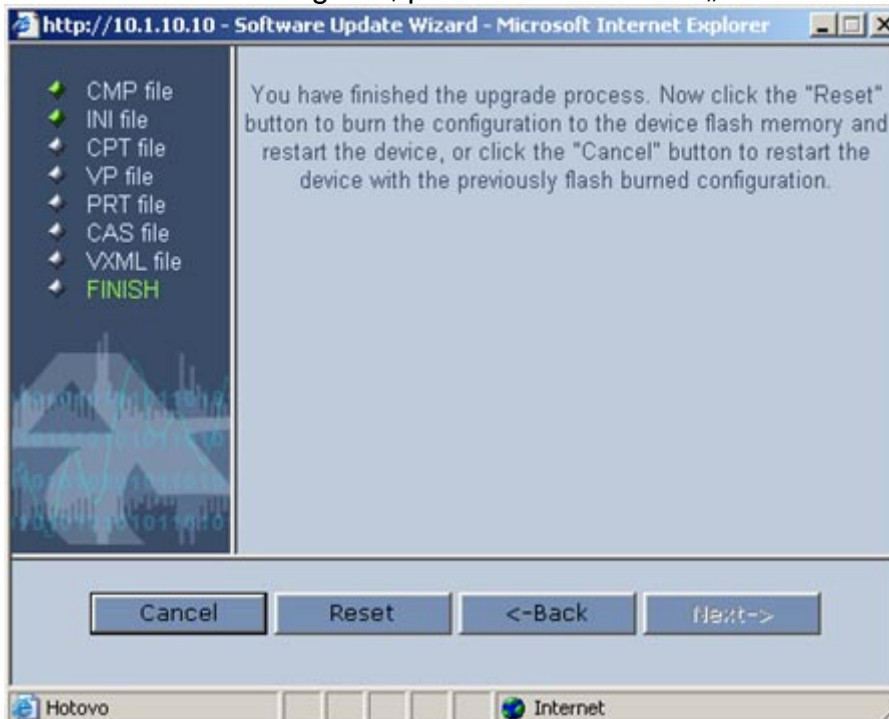 http://10.1.10.10 - Software Update Wizard - Microsoft Internet Explorer
CMP file
INI file
CPT file
VP file
PRT file
CAS file
VXML file
FINISH
You have finished the upgrade process. Now click the "Reset"
button to burn the configuration to the device flash memory and
restart the device, or click the "Cancel" button to restart the
device with the previously flash burned configuration.
Cancel
Reset
<-Back
Next->
Hotovo
Internet